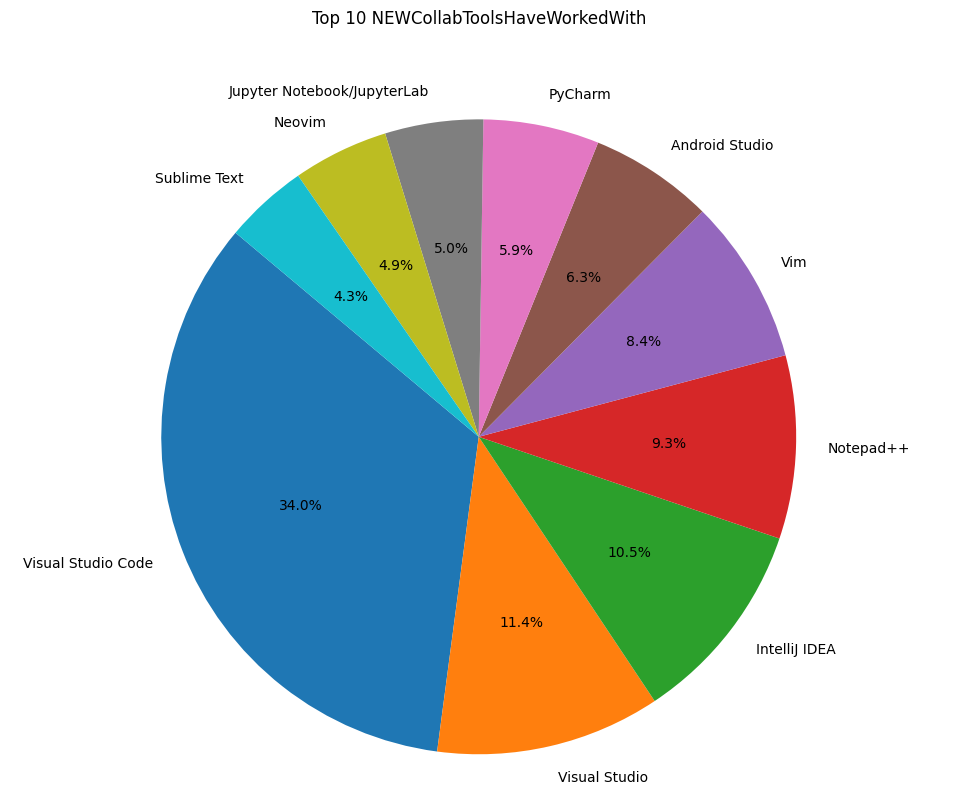 Top 10 NEWCollabToolsHaveWorkedWith
Jupyter Notebook/JupyterLab
PyCharm
Neovim
Android Studio
Sublime Text
Vim
5.0%
5.9%
4.9%
6.3%
4.3%
8.4%
9.3%
Notepad++
34.0%
10.5%
Visual Studio Code
11.4%
IntelliJ IDEA
Visual Studio